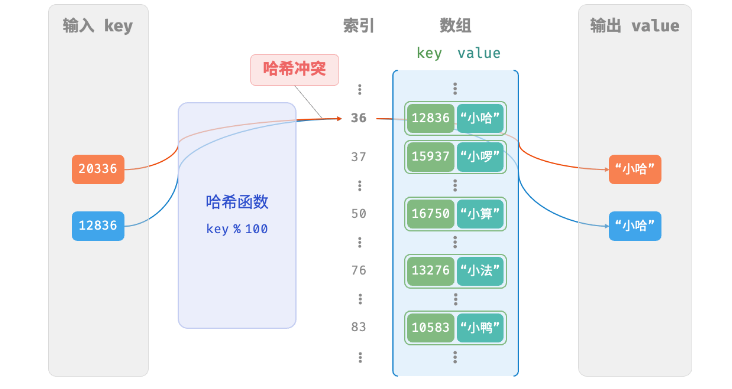 输入 key
索引
数组
输出 value
key value
哈希冲突
36
12836 “小哈”
20336
37
15937 “小啰”
“小哈”
哈希函数
key % 100
12836
50
16750 “小算”
“小哈”
76
13276 “小法”
83
10583 “小鸭”